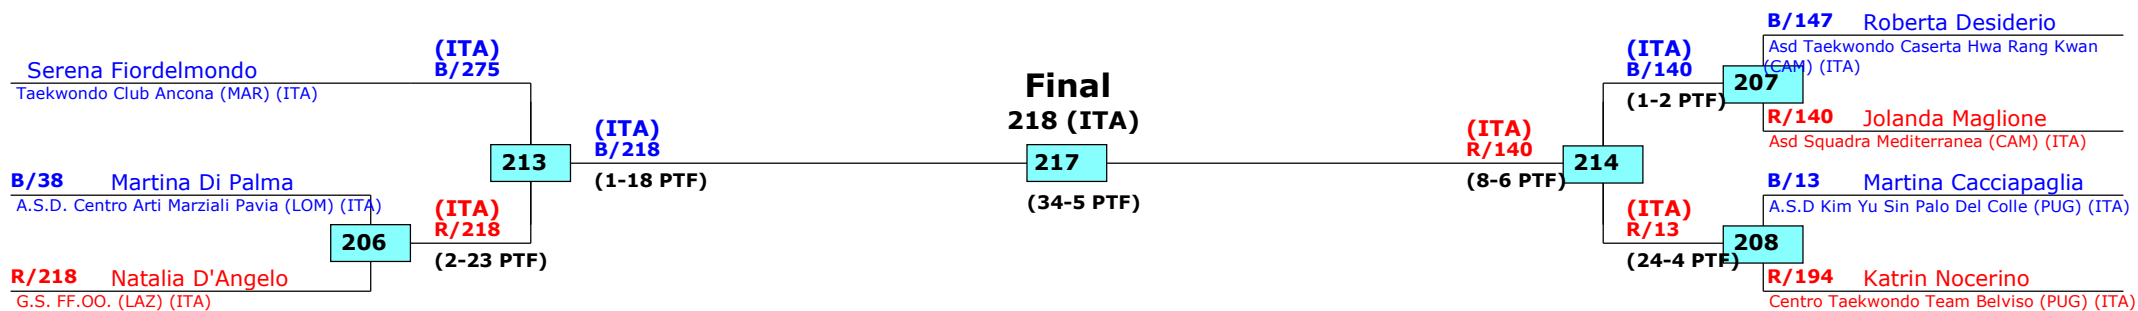 (ITA)
B/275
Serena Fiordelmondo
Taekwondo Club Ancona (MAR) (ITA)
213
B/38 Martina Di Palma
A.S.D. Centro Arti Marziali Pavia (LOM) (ITA)
206
R/218 Natalia D'Angelo
G.S. FF.OO. (LAZ) (ITA)
(ITA)
R/218
(2-23 PTF)
(ITA)
B/218
(1-18 PTF)
Final
218 (ITA)
217
(34-5 PTF)
(ITA)
R/140
(8-6 PTF)
214
(ITA)
B/140
(1-2 PTF)
(ITA)
R/13
(24-4 PTF)
B/147 Roberta Desiderio
Asd Taekwondo Caserta Hwa Rang Kwan
(CAM) (ITA)
207
R/140 Jolanda Maglione
Asd Squadra Mediterranea (CAM) (ITA)
B/13 Martina Cacciapaglia
A.S.D Kim Yu Sin Palo Del Colle (PUG) (ITA)
208
R/194 Katrin Nocerino
Centro Taekwondo Team Belviso (PUG) (ITA)